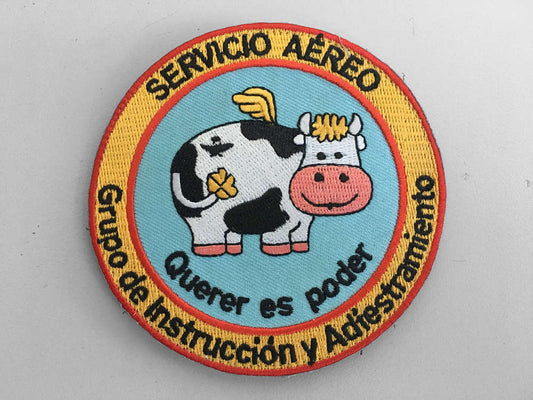 SERVICIO AÉREO
Querer es poder
Grupo de Instrucción y Adiestramiento